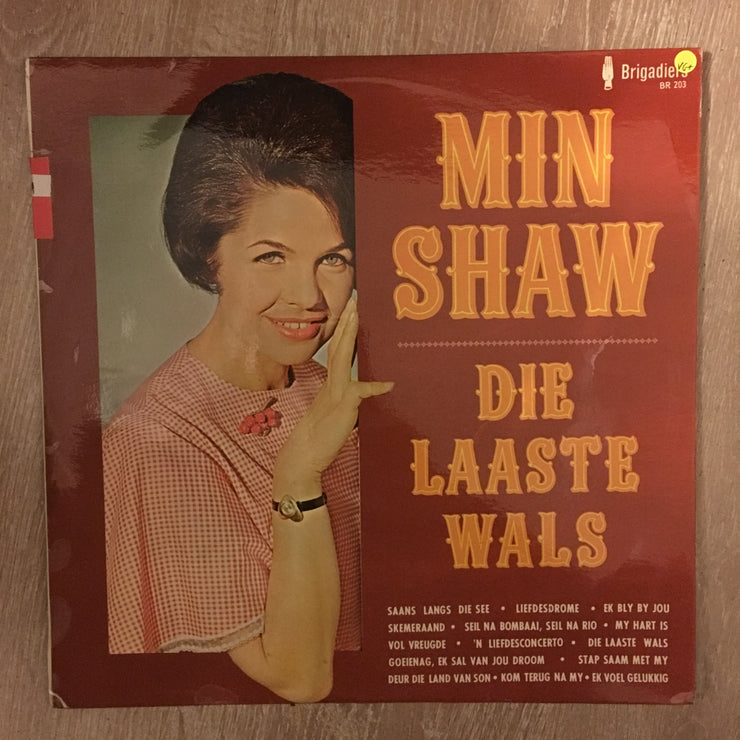 Brigadiers
VG+
BR 203
MIN
SHAW
DIE
LAASTE
WALS
SAANS LANGS DIE SEE • LIEFDESDROME • EK BLY BY JOU
SKEMERAAND • SEIL NA BOMBAAI, SEIL NA RIO • MY HART IS
VOL VREUGDE • 'N LIEFDESCONCERTO • DIE LAASTE WALS
GOEIENAG, EK SAL VAN JOU DROOM • STAP SAAM MET MY
DEUR DIE LAND VAN SON • KOM TERUG NA MY • EK VOEL GELUKKIG